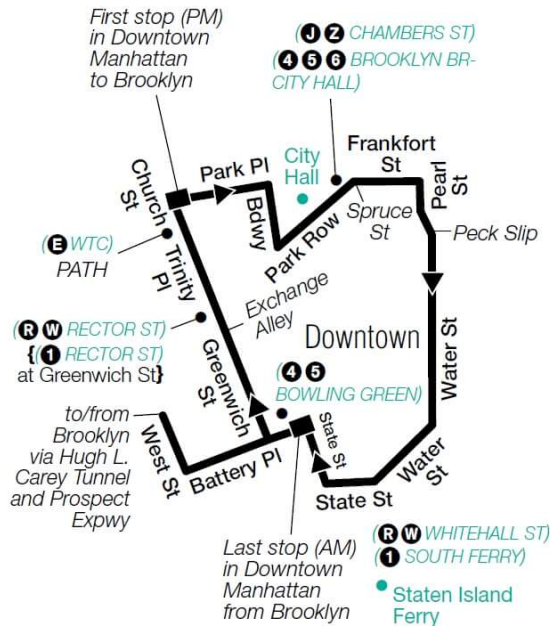 First stop (PM)
in Downtown
Manhattan
to Brooklyn
(J Z CHAMBERS ST)
(4 5 6 BROOKLYN BR-
CITY HALL)
Park Pl
City
Hall
Frankfort
St
Pearl
St
Church
St
Bdwy
Park Row
Spruce
St
Peck Slip
(E WTC)
PATH
Trinity
Pl
Exchange
Alley
Downtown
Water St
(R W RECTOR ST)
{(1 RECTOR ST)
at Greenwich St}
Greenwich
St
(4 5
BOWLING GREEN)
to/from
Brooklyn
via Hugh L.
Carey Tunnel
and Prospect
Expwy
West St
Battery Pl
State St
State St
Water
St
Last stop (AM)
in Downtown
Manhattan
from Brooklyn
(R W WHITEHALL ST)
(1 SOUTH FERRY)
Staten Island
Ferry